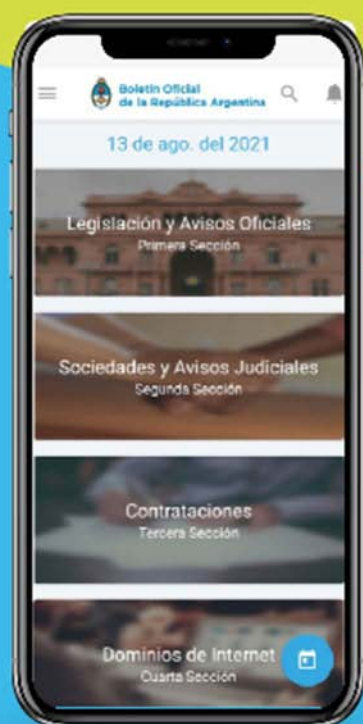 Boletín Oficial
de la República Argentina
13 de ago. del 2021
Legislación y Avisos Oficiales
Primera Sección
Sociedades y Avisos Judiciales
Segunda Sección
Contrataciones
Tercera Sección
Dominios de Internet
Cuarta Sección